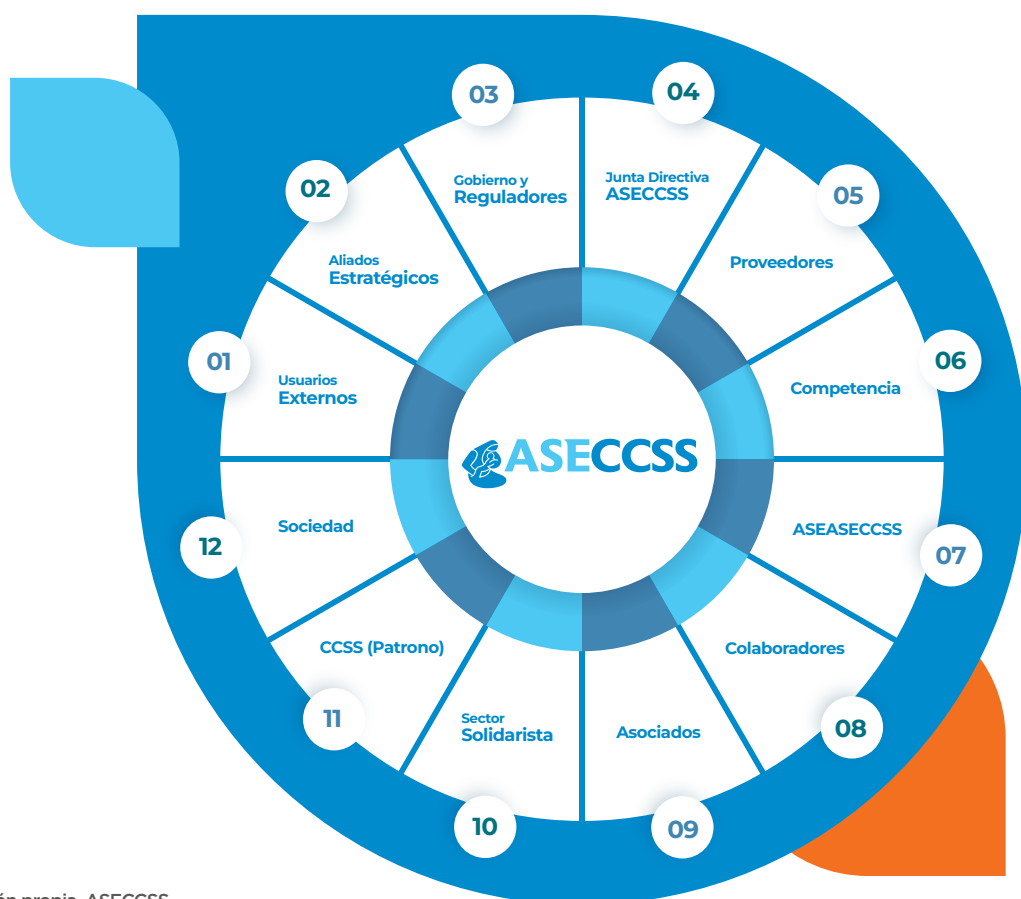 01
Usuarios
Externos
02
Aliados
Estratégicos
03
Gobierno y
Reguladores
04
Junta Directiva
ASECCSS
05
Proveedores
06
Competencia
07
ASEASECCSS
08
Colaboradores
09
Asociados
10
Sector
Solidarista
11
CCSS (Patrono)
12
Sociedad
ASECCSS
propia, ASECCSS